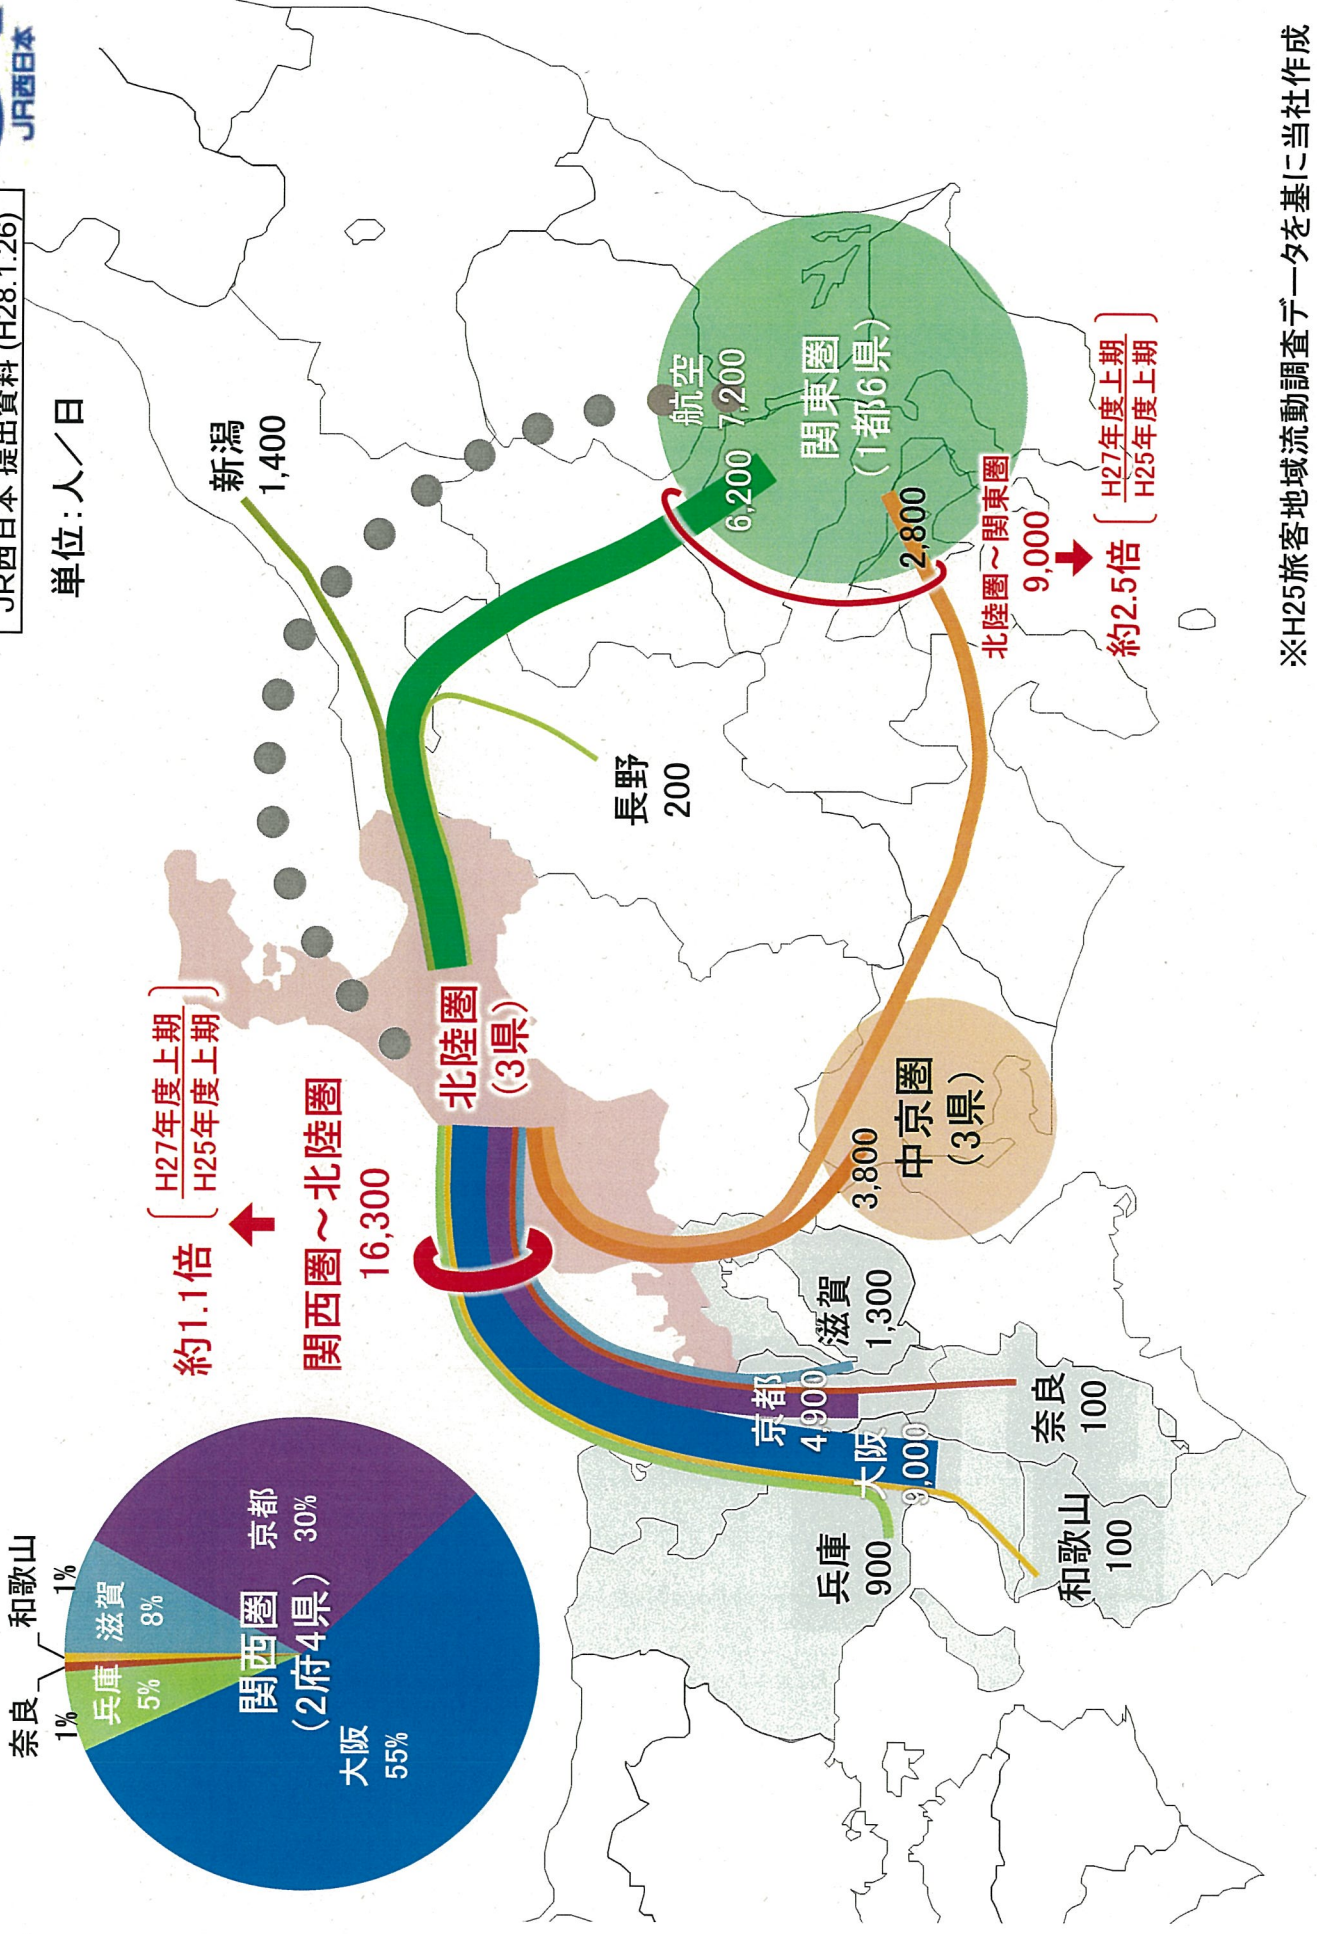 JR西日本
JR西日本 提出資料(H28.1.26)
単位:人/日
奈良
1%
和歌山
1%
兵庫
5%
滋賀
8%
京都
30%
関西圏
(2府4県)
大阪
55%
約1.1倍
H27年度上期
H25年度上期
関西圏~北陸圏
16,300
北陸圏
(3県)
新潟
1,400
長野
200
航空
7,200
6,200
関東圏
(1都6県)
2,800
北陸圏~関東圏
9,000
約2.5倍
H27年度上期
H25年度上期
3,800
中京圏
(3県)
滋賀
1,300
京都
4,900
大阪
9,000
奈良
100
兵庫
900
和歌山
100
※H25旅客地域流動調査データを基に当社作成